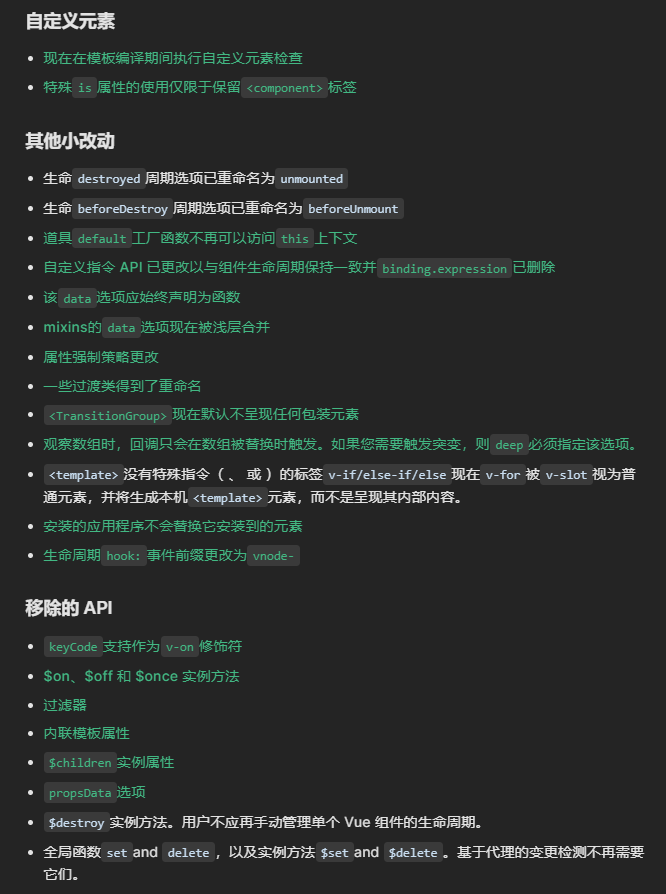 自定义元素
现在在模板编译期间执行自定义元素检查
特殊 is 属性的使用仅限于保留 <component> 标签
其他小改动
生命 destroyed 周期选项已重命名为 unmounted
生命 beforeDestroy 周期选项已重命名为 beforeUnmount
道具 default 工厂函数不再可以访问 this 上下文
自定义指令 API 已更改以与组件生命周期保持一致并 binding.expression 已删除
该 data 选项应始终声明为函数
mixins的 data 选项现在被浅层合并
属性强制策略更改
一些过渡类得到了重命名
<TransitionGroup> 现在默认不呈现任何包装元素
观察数组时，回调只会在数组被替换时触发。如果您需要触发突变，则 deep 必须指定该选项。
<template> 没有特殊指令（ 、 或 ）的标签 v-if/else-if/else 现在 v-for 被 v-slot 视为普
通元素，并将生成本机 <template> 元素，而不是呈现其内部内容。
安装的应用程序不会替换它安装到的元素
生命周期 hook: 事件前缀更改为 vnode-
移除的 API
keyCode 支持作为 v-on 修饰符
$on、$off 和 $once 实例方法
过滤器
内联模板属性
$children 实例属性
propsData 选项
$destroy 实例方法。用户不应再手动管理单个 Vue 组件的生命周期。
全局函数 set and delete ，以及实例方法 $set and $delete 。基于代理的变更检测不再需要
它们。